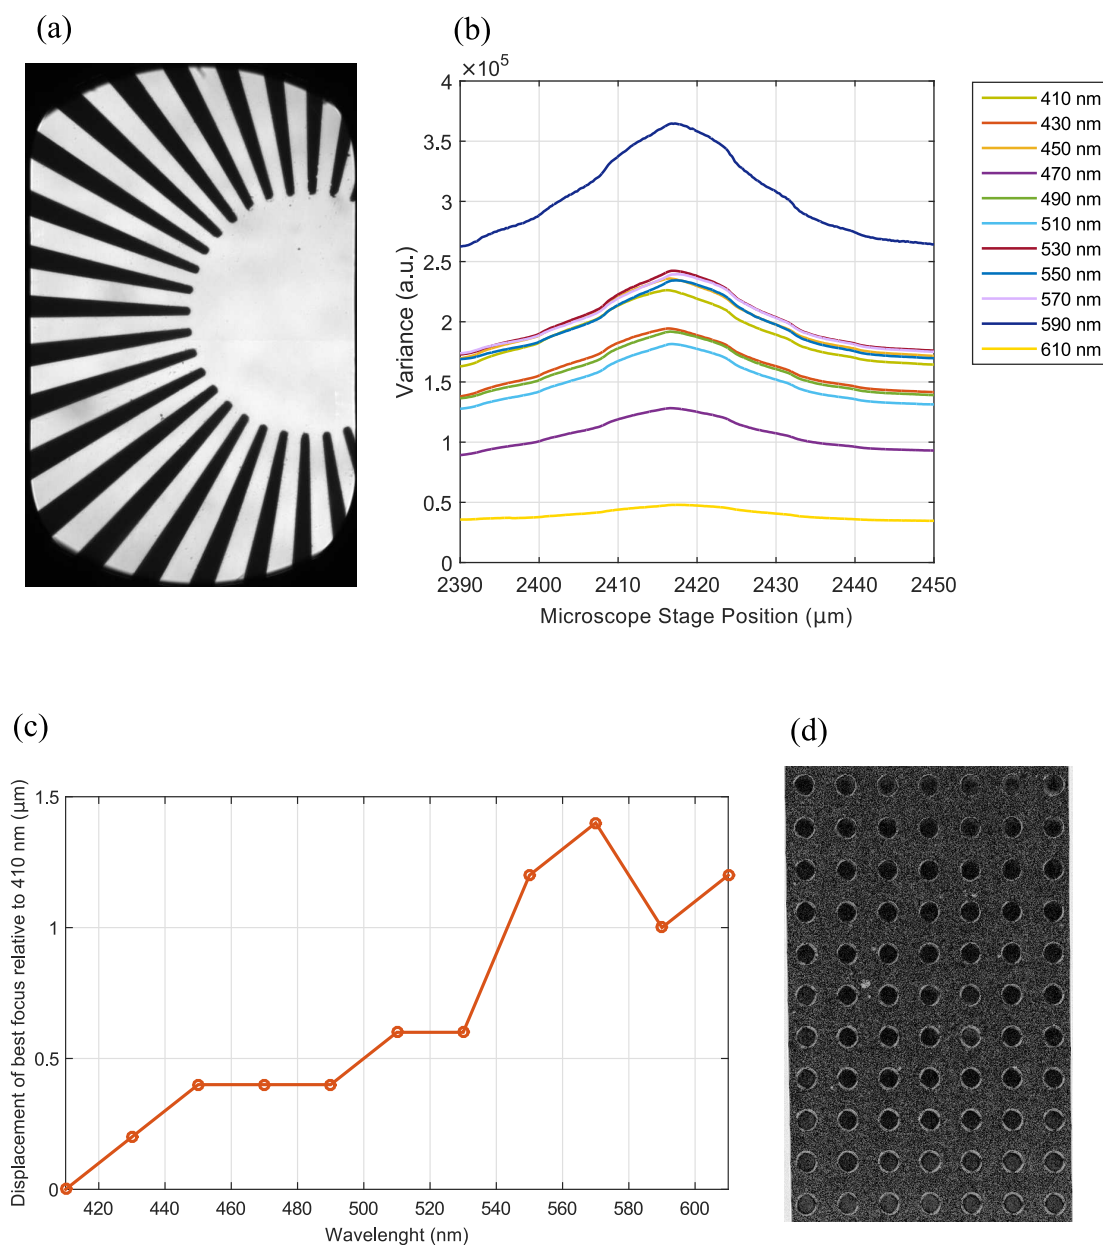 (a)
(b)
×10⁵
4
3.5
3
2.5
2
1.5
1
0.5
0
2390 2400 2410 2420 2430 2440 2450
Variance (a.u.)
Microscope Stage Position (μm)
410 nm
430 nm
450 nm
470 nm
490 nm
510 nm
530 nm
550 nm
570 nm
590 nm
610 nm
(c)
Displacement of best focus relative to 410 nm (μm)
1.5
1
0.5
0
420 440 460 480 500 520 540 560 580 600
Wavelenght (nm)
(d)